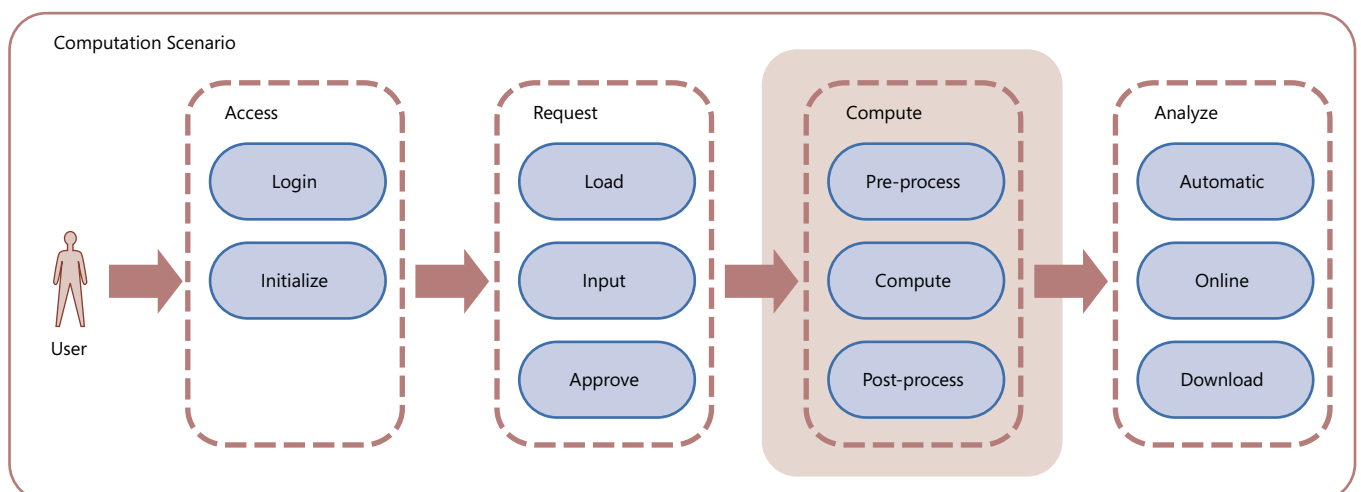 Computation Scenario
User
Access
Login
Initialize
Request
Load
Input
Approve
Compute
Pre-process
Compute
Post-process
Analyze
Automatic
Online
Download